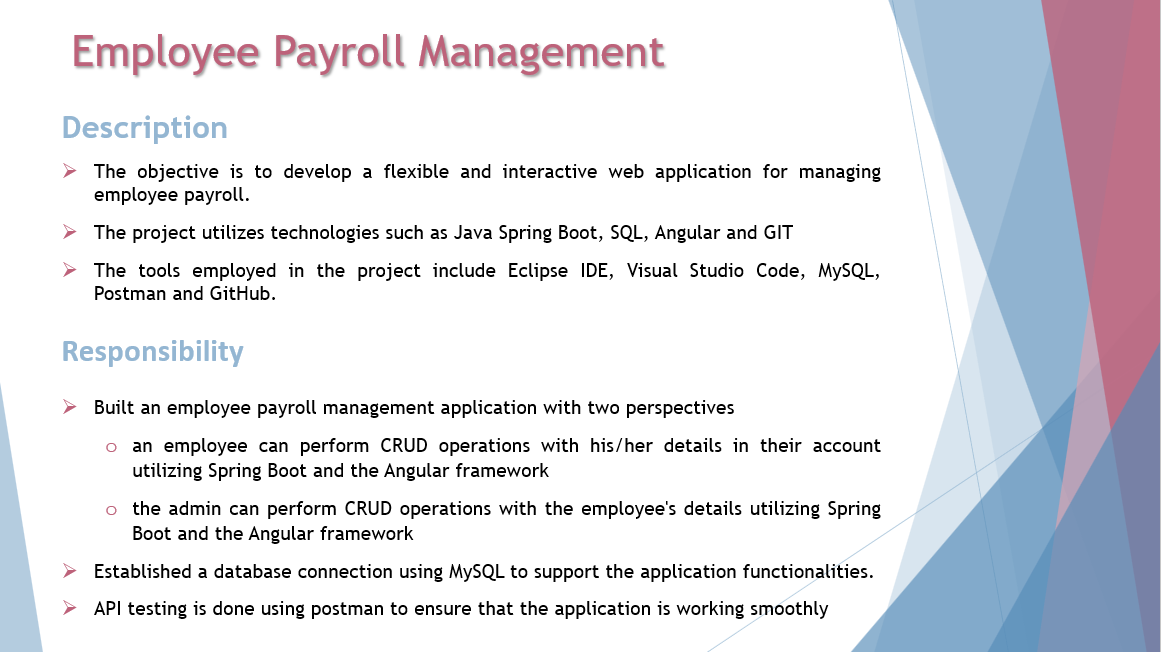 Employee Payroll Management
Description
The objective is to develop a flexible and interactive web application for managing
employee payroll.
The project utilizes technologies such as Java Spring Boot, SQL, Angular and GIT
The tools employed in the project include Eclipse IDE, Visual Studio Code, MySQL,
Postman and GitHub.
Responsibility
Built an employee payroll management application with two perspectives
o an employee can perform CRUD operations with his/her details in their account
utilizing Spring Boot and the Angular framework
o the admin can perform CRUD operations with the employee's details utilizing Spring
Boot and the Angular framework
Established a database connection using MySQL to support the application functionalities.
API testing is done using postman to ensure that the application is working smoothly